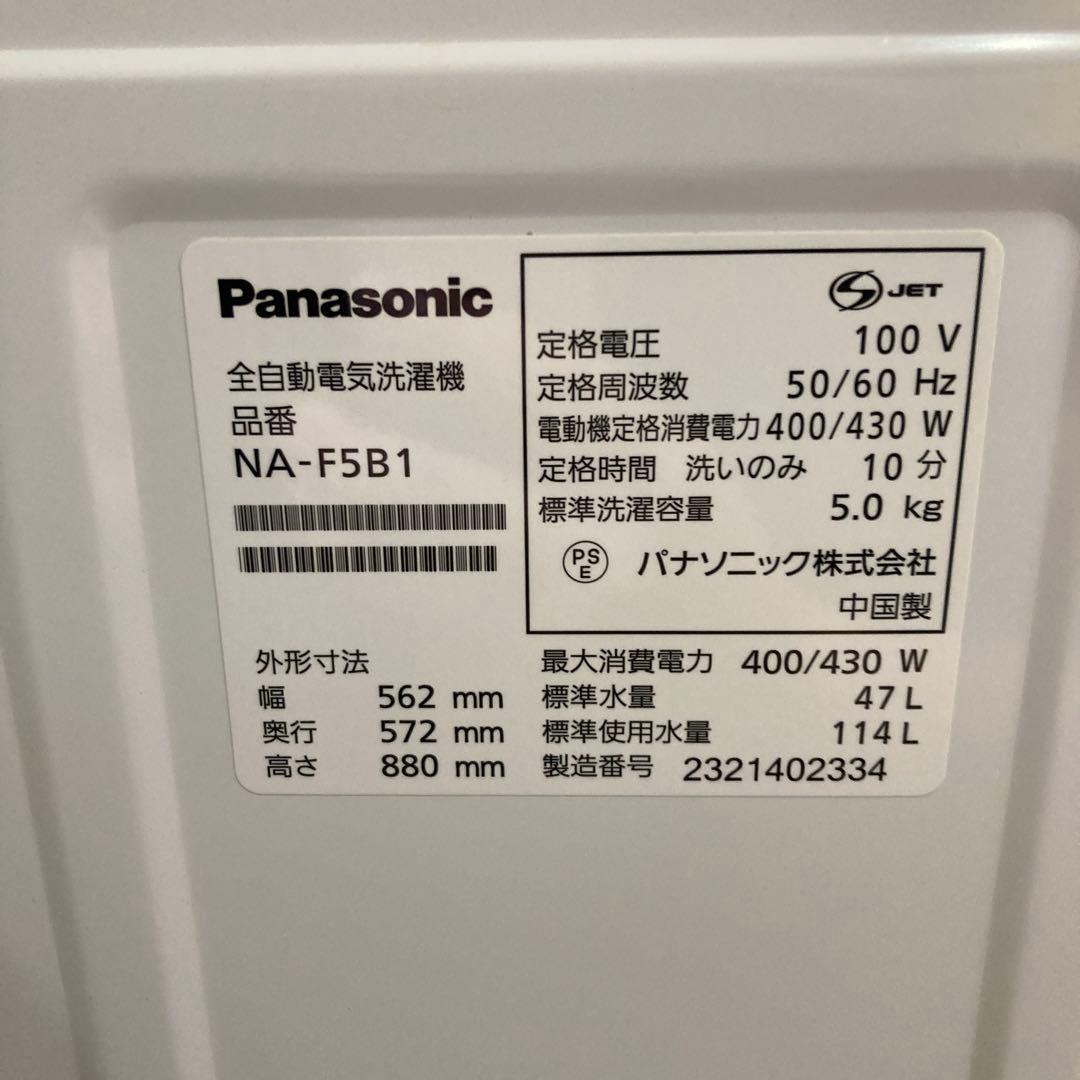 Panasonic
全自動電気洗濯機
品番
NA-F5B1
S JET
定格電圧 100 V
定格周波数 50/60 Hz
電動機定格消費電力 400/430 W
定格時間 洗いのみ 10 分
標準洗濯容量 5.0 kg
PS E パナソニック株式会社
中国製
外形寸法
幅 562 mm
奥行 572 mm
高さ 880 mm
最大消費電力 400/430 W
標準水量 47 L
標準使用水量 114 L
製造番号 2321402334